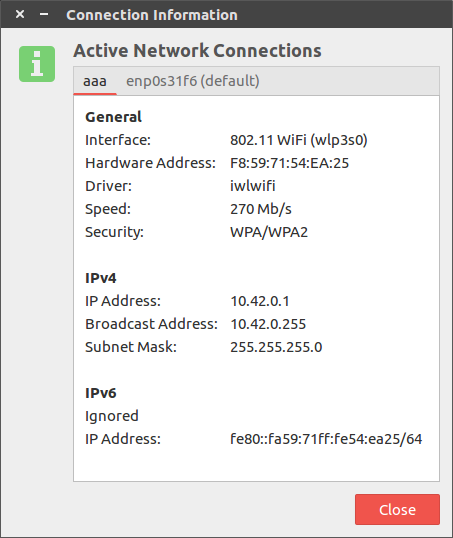 Connection Information
Active Network Connections
aaa enp0s31f6 (default)
General
Interface: 802.11 WiFi (wlp3s0)
Hardware Address: F8:59:71:54:EA:25
Driver: iwlwifi
Speed: 270 Mb/s
Security: WPA/WPA2
IPv4
IP Address: 10.42.0.1
Broadcast Address: 10.42.0.255
Subnet Mask: 255.255.255.0
IPv6
Ignored
IP Address: fe80::fa59:71ff:fe54:ea25/64
Close